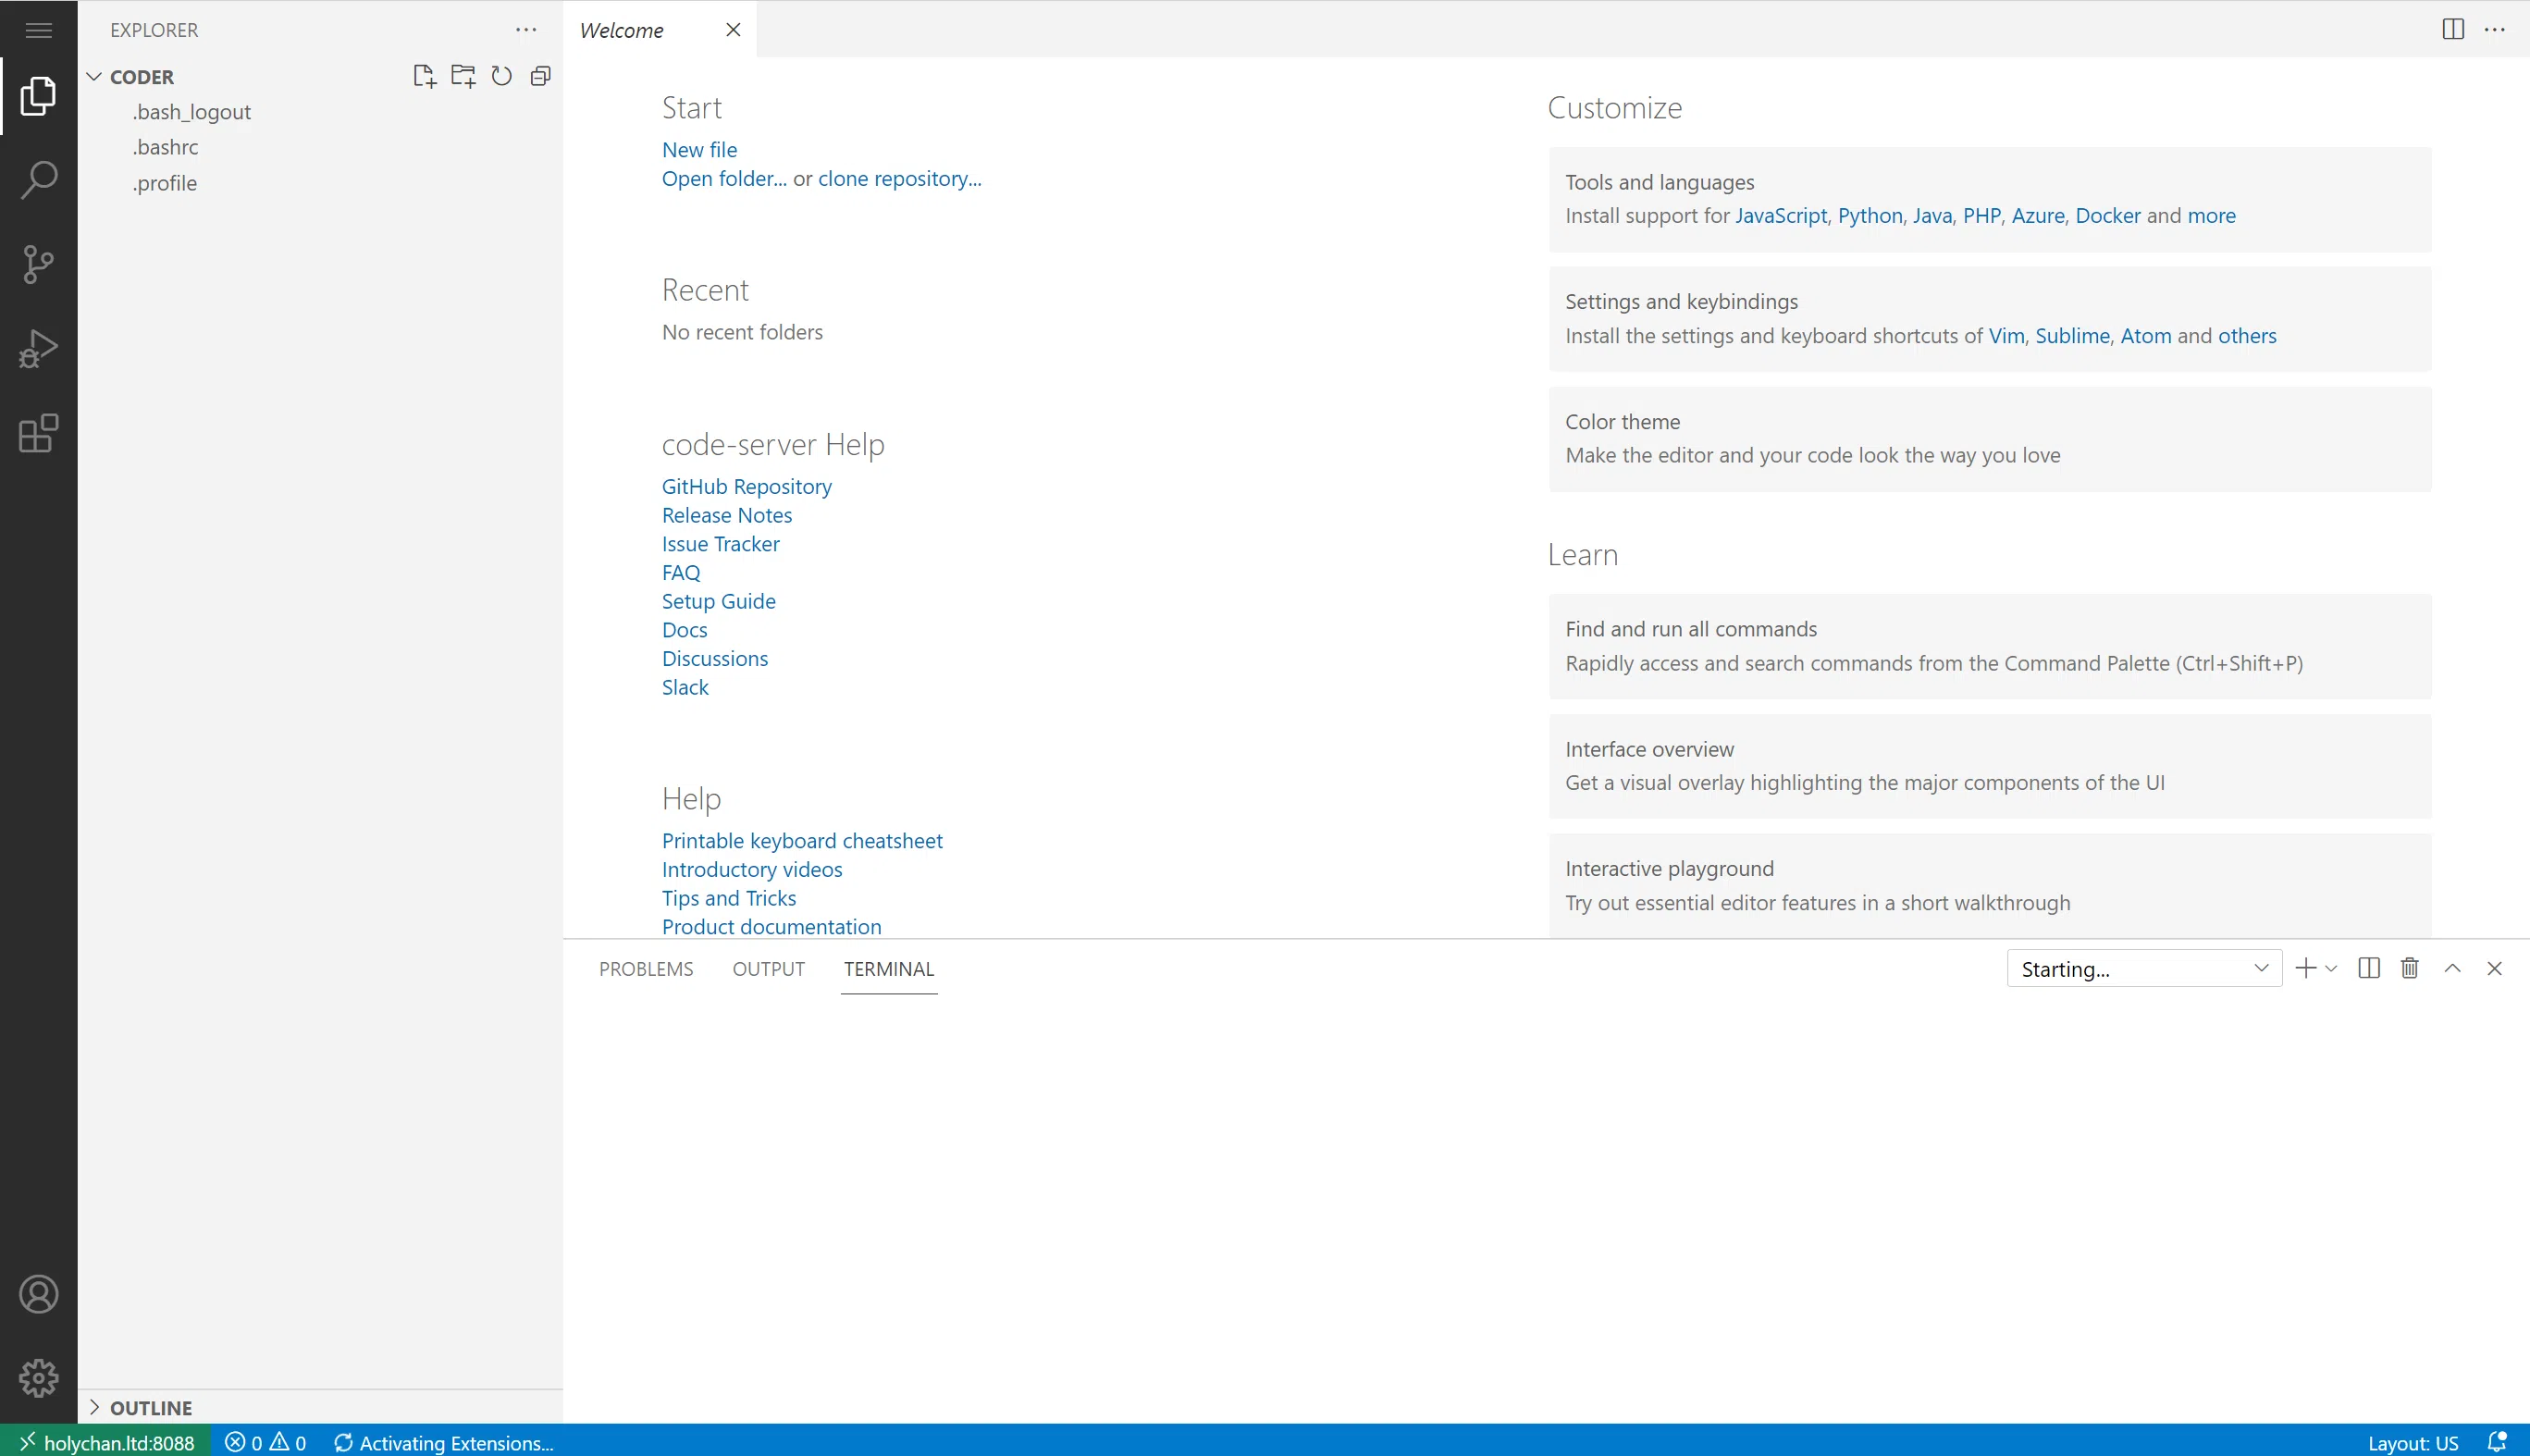 EXPLORER
CODER
.bash_logout
.bashrc
.profile
OUTLINE
Welcome
Start
New file
Open folder... or clone repository...
Recent
No recent folders
code-server Help
GitHub Repository
Release Notes
Issue Tracker
FAQ
Setup Guide
Docs
Discussions
Slack
Help
Printable keyboard cheatsheet
Introductory videos
Tips and Tricks
Product documentation
Customize
Tools and languages
Install support for JavaScript, Python, Java, PHP, Azure, Docker and more
Settings and keybindings
Install the settings and keyboard shortcuts of Vim, Sublime, Atom and others
Color theme
Make the editor and your code look the way you love
Learn
Find and run all commands
Rapidly access and search commands from the Command Palette (Ctrl+Shift+P)
Interface overview
Get a visual overlay highlighting the major components of the UI
Interactive playground
Try out essential editor features in a short walkthrough
PROBLEMS OUTPUT TERMINAL Starting...
holychan.ltd:8088 0 0 Activating Extensions... Layout: US